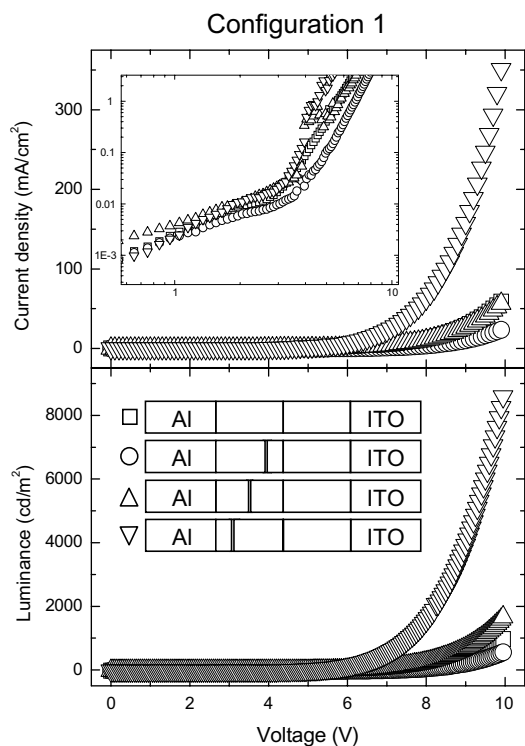 Configuration 1
Current density (mA/cm²)
300
200
100
0
1
0.1
0.01
1E-3
1 10
Luminance (cd/m²)
8000
6000
4000
2000
0
Al ITO
Al ITO
Al ITO
Al ITO
0 2 4 6 8 10
Voltage (V)